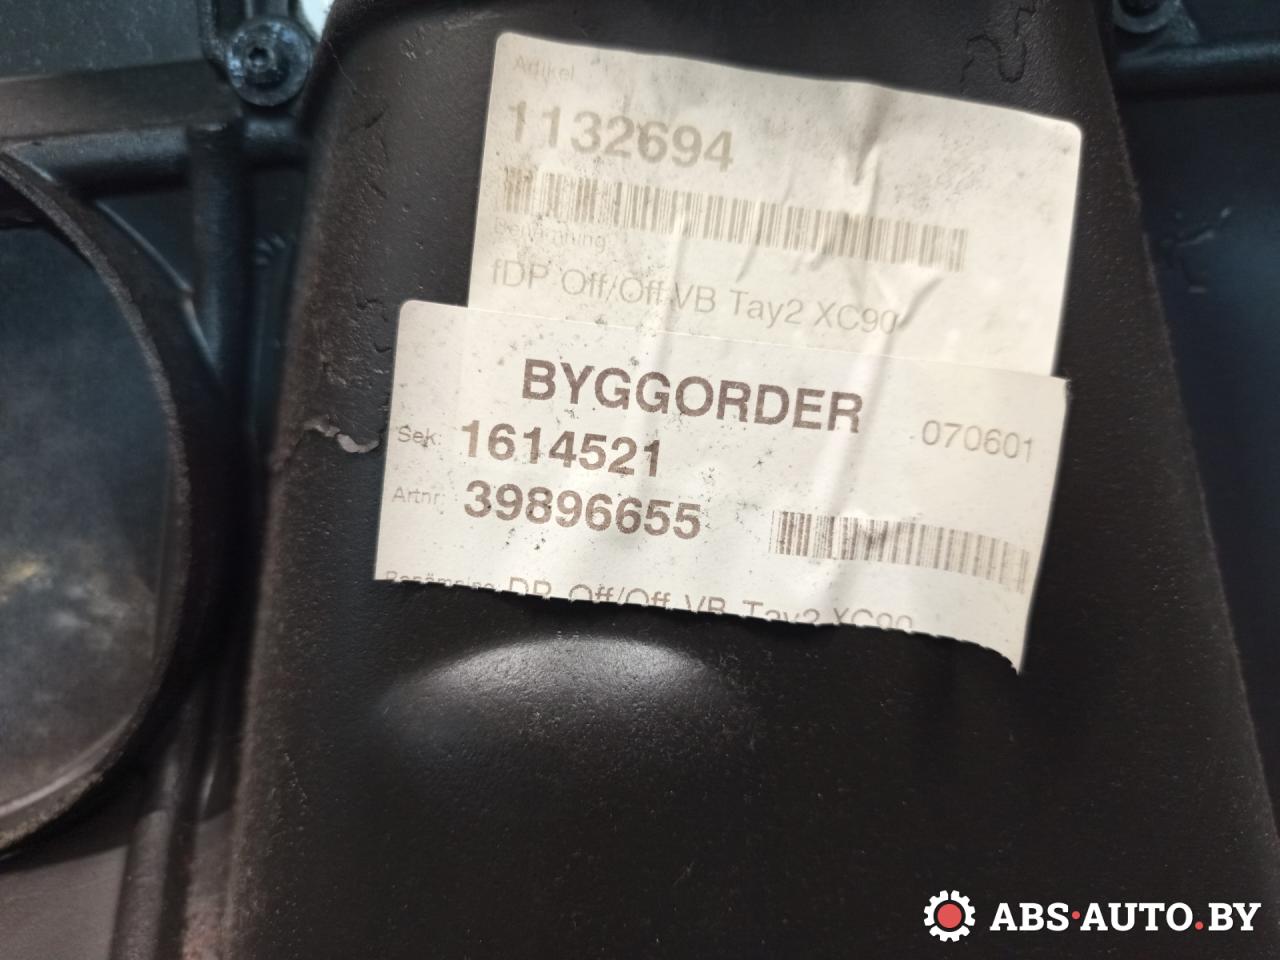 Artikel
1132694
Benämning
fDP Off/Off VB Tay2 XC90
BYGGORDER 070601
Sek: 1614521
Artnr: 39896655
Benämning DP Off/Off VB Tay2 XC90
ABS·AUTO.BY